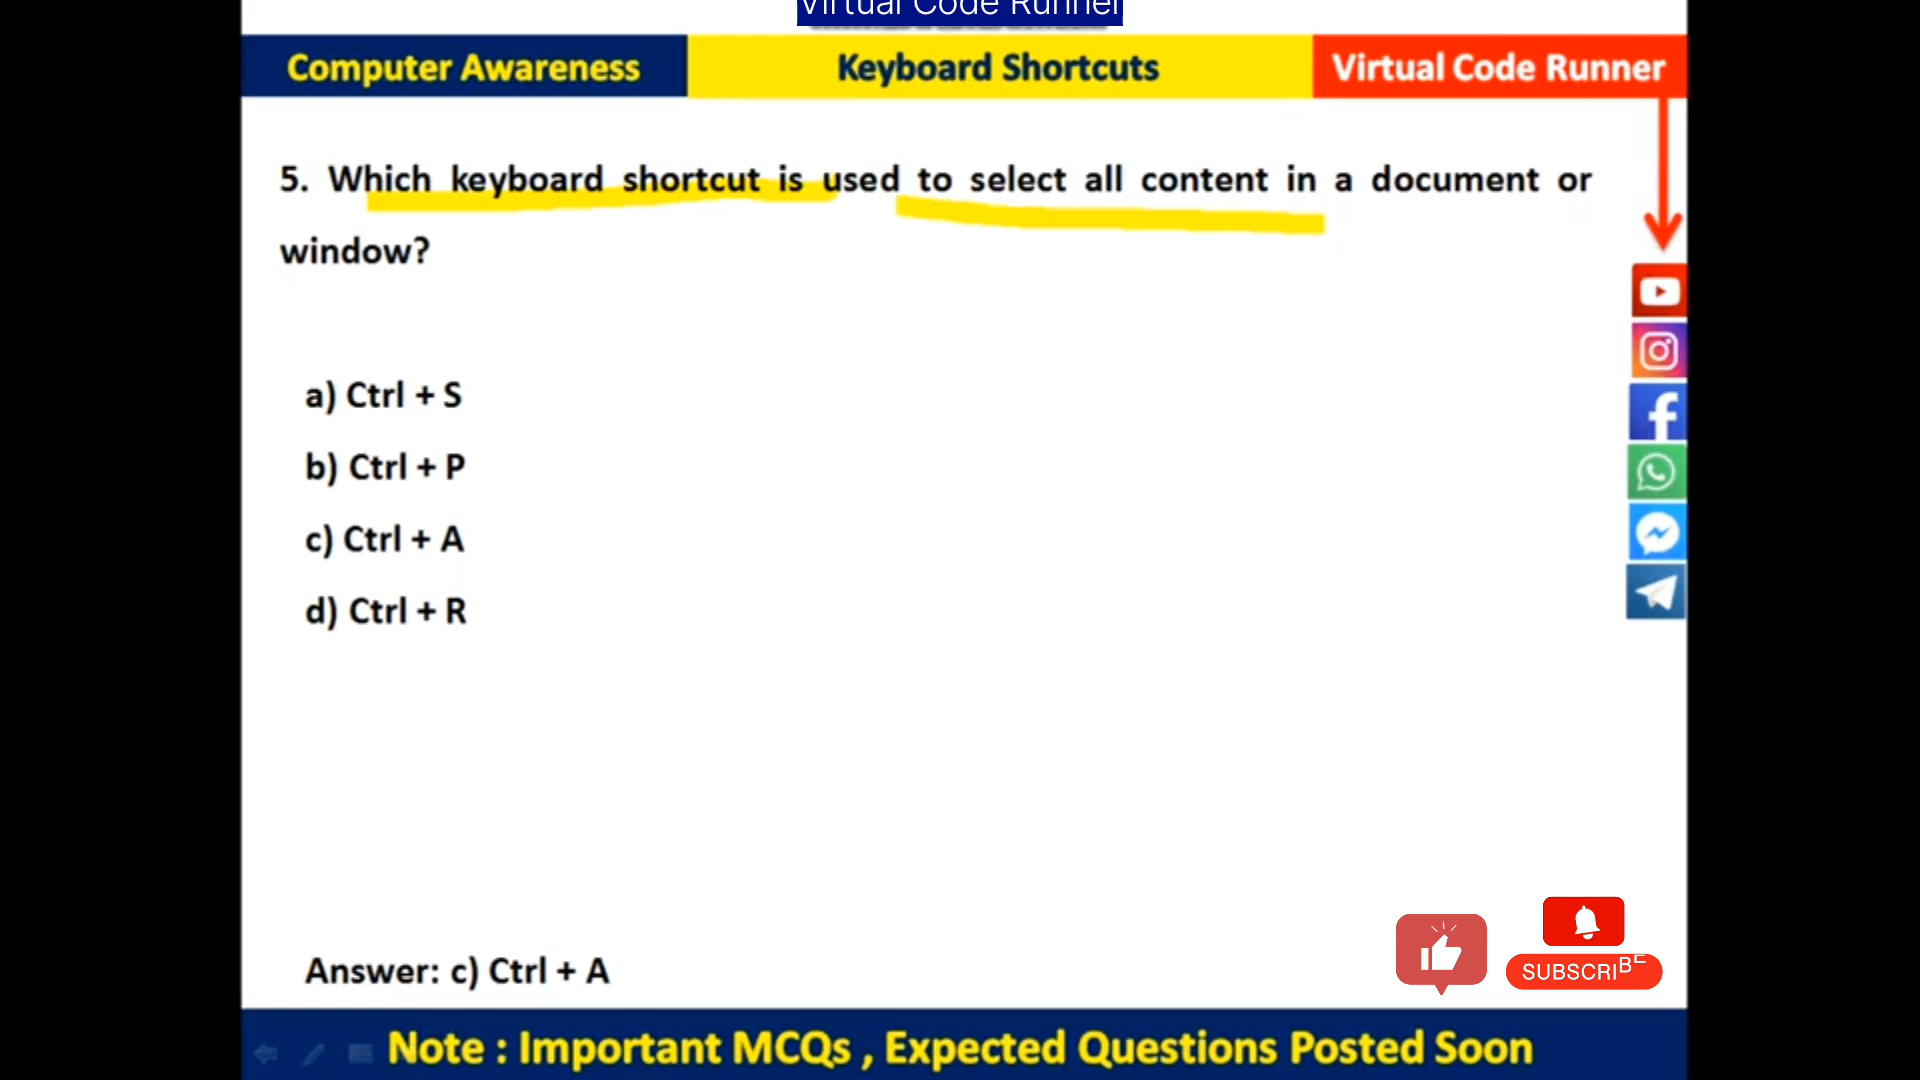 Virtual Code Runner
Computer Awareness
Keyboard Shortcuts
Virtual Code Runner
5. Which keyboard shortcut is used to select all content in a document or
window?
a) Ctrl + S
b) Ctrl + P
c) Ctrl + A
d) Ctrl + R
Answer: c) Ctrl + A
SUBSCRIBE
Note : Important MCQs , Expected Questions Posted Soon